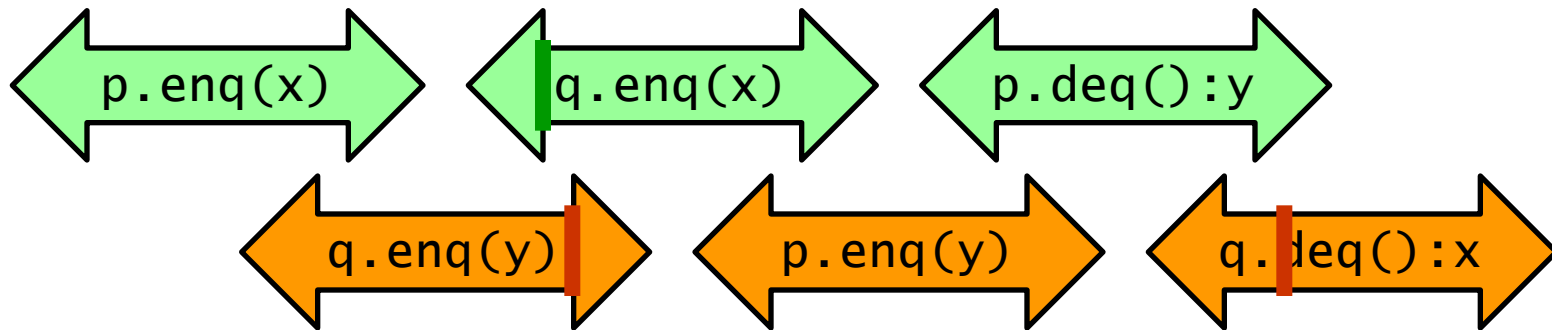 p.enq(x) q.enq(x) p.deq():y
q.enq(y) p.enq(y) q.deq():x